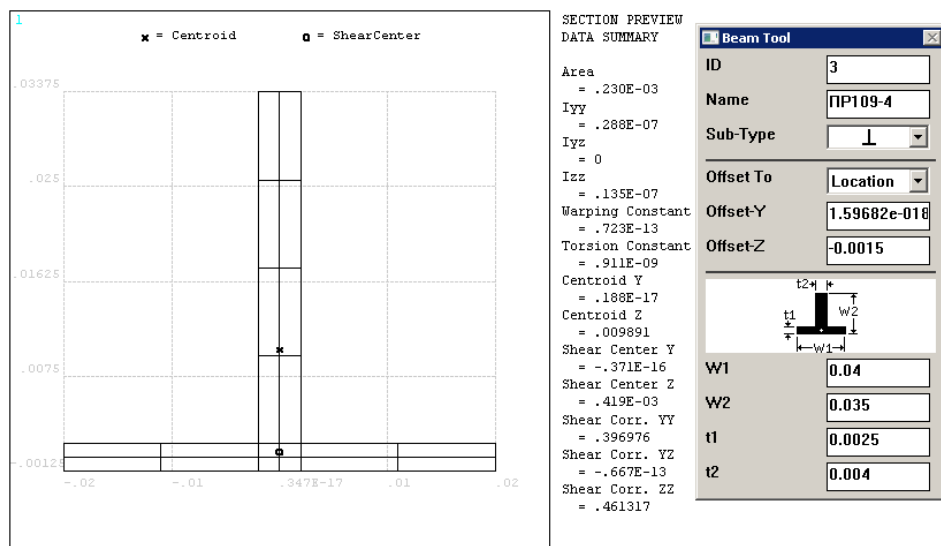 1
× = Centroid
o = ShearCenter
.03375
.025
.01625
.0075
-.00125
-.02
-.01
.347E-17
.01
.02
SECTION PREVIEW
DATA SUMMARY
Area
= .230E-03
Iyy
= .288E-07
Iyz
= 0
Izz
= .135E-07
Warping Constant
= .723E-13
Torsion Constant
= .911E-09
Centroid Y
= .188E-17
Centroid Z
= .009891
Shear Center Y
= -.371E-16
Shear Center Z
= .419E-03
Shear Corr. YY
= .396976
Shear Corr. YZ
= -.667E-13
Shear Corr. ZZ
= .461317
Beam Tool
ID 3
Name ПР109-4
Sub-Type
Offset To Location
Offset-Y 1.59682e-018
Offset-Z -0.0015
t2
t1
W2
W1
W1 0.04
W2 0.035
t1 0.0025
t2 0.004